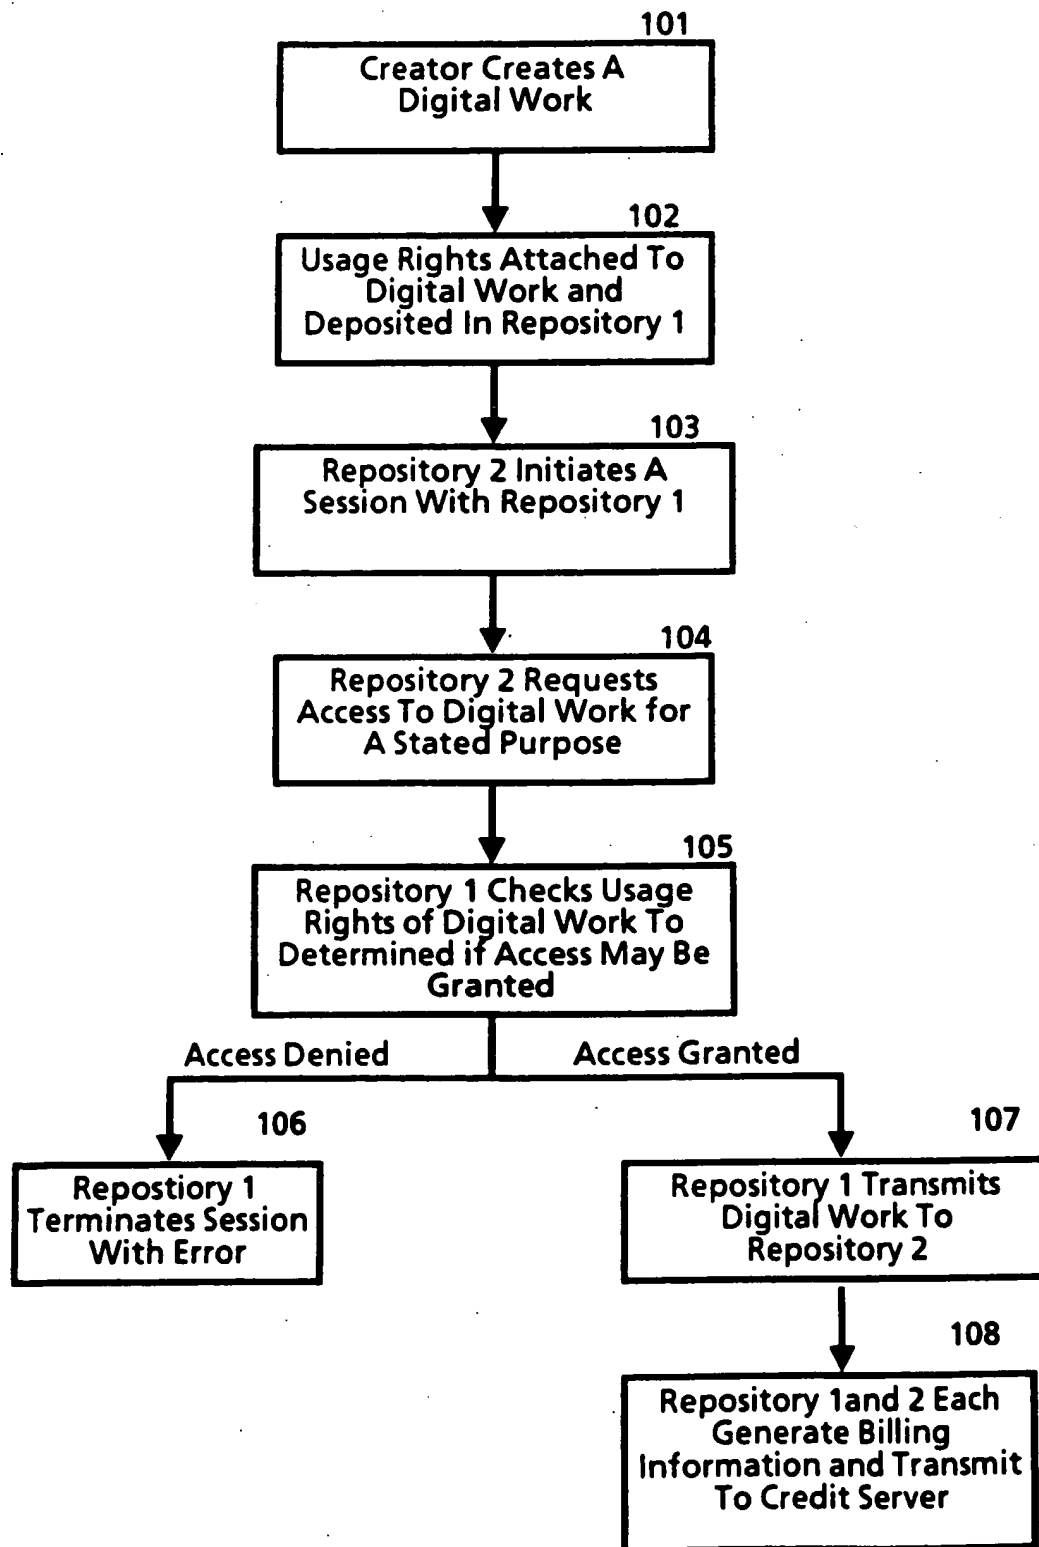 101
Creator Creates A
Digital Work
102
Usage Rights Attached To
Digital Work and
Deposited In Repository 1
103
Repository 2 Initiates A
Session With Repository 1
104
Repository 2 Requests
Access To Digital Work for
A Stated Purpose
105
Repository 1 Checks Usage
Rights of Digital Work To
Determined if Access May Be
Granted
Access Denied
Access Granted
106
Repostiory 1
Terminates Session
With Error
107
Repository 1 Transmits
Digital Work To
Repository 2
108
Repository 1and 2 Each
Generate Billing
Information and Transmit
To Credit Server